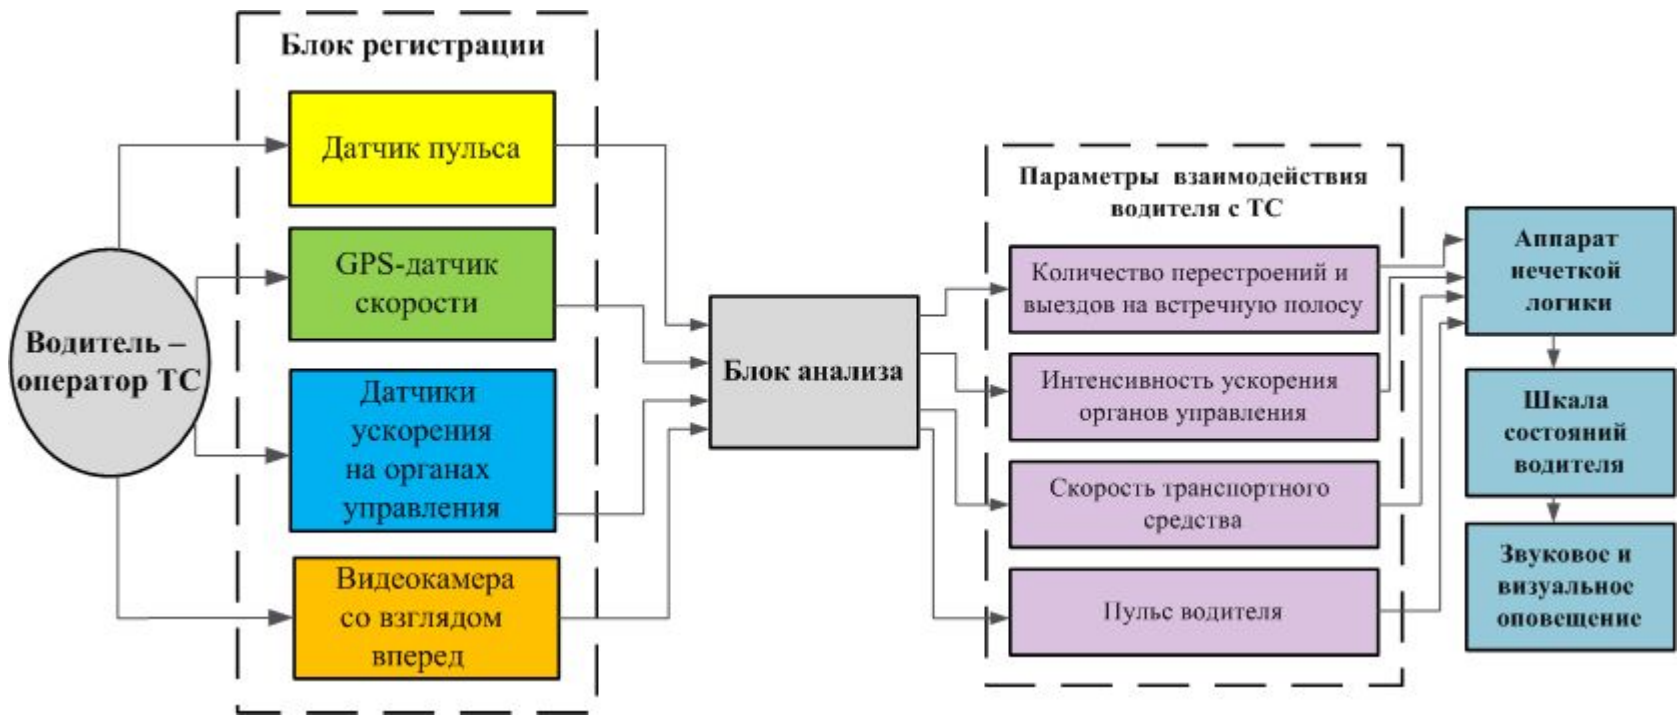 Блок регистрации
Датчик пульса
GPS-датчик
скорости
Датчики
ускорения
на органах
управления
Видеокамера
со взглядом
вперед
Водитель –
оператор ТС
Блок анализа
Параметры взаимодействия
водителя с ТС
Количество перестроений и
выездов на встречную полосу
Интенсивность ускорения
органов управления
Скорость транспортного
средства
Пульс водителя
Аппарат
нечеткой
логики
Шкала
состояний
водителя
Звуковое и
визуальное
оповещение